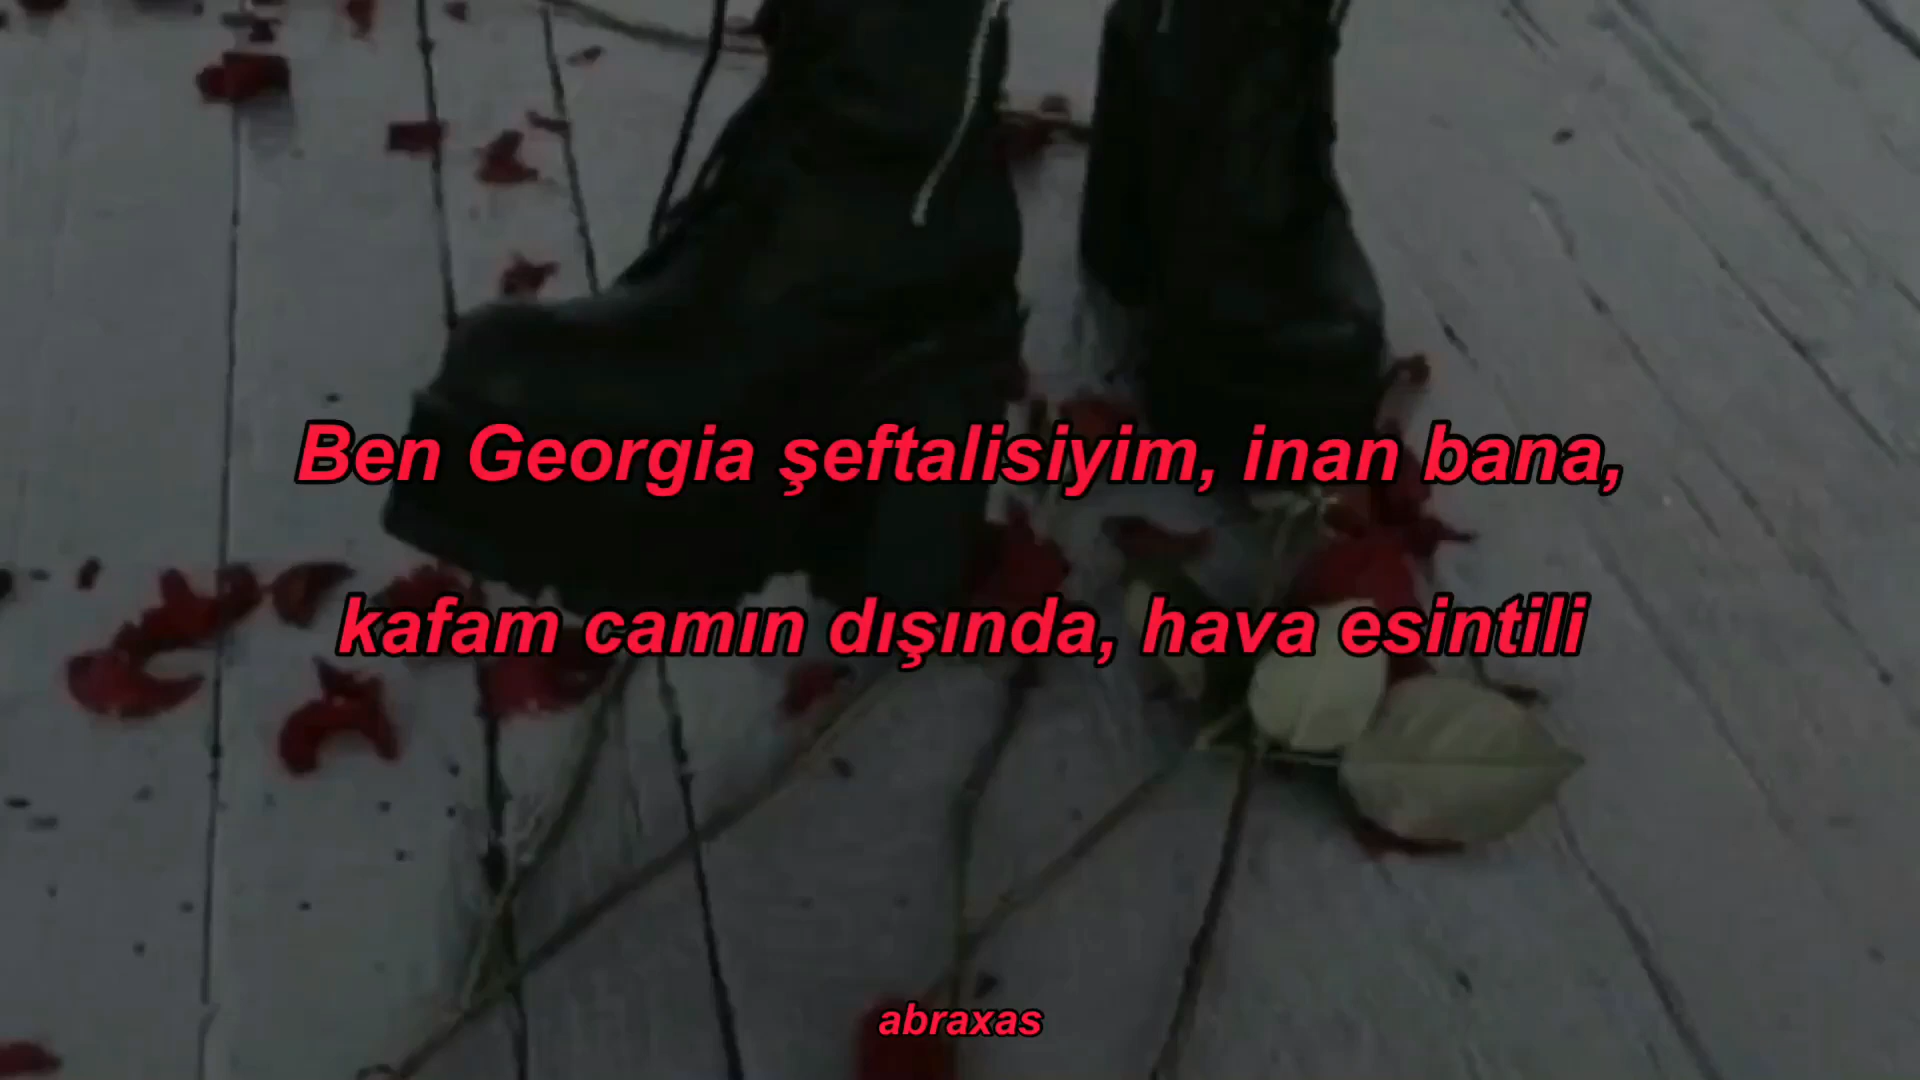 Ben Georgia şeftalisiyim, inan bana,
kafam camın dışında, hava esintili
abraxas